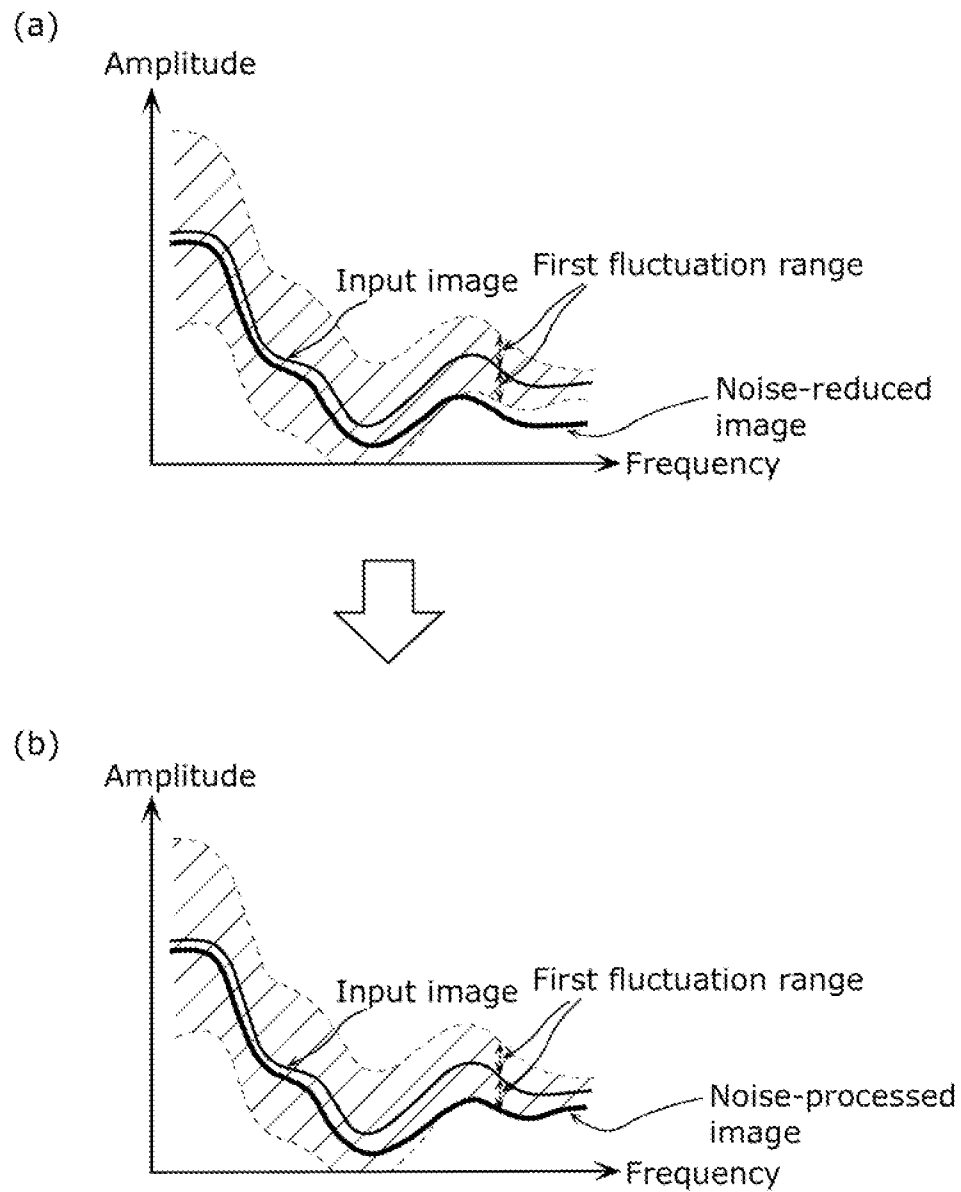 (a)
Amplitude
Input image
First fluctuation range
Noise-reduced
image
Frequency
(b)
Amplitude
Input image
First fluctuation range
Noise-processed
image
Frequency